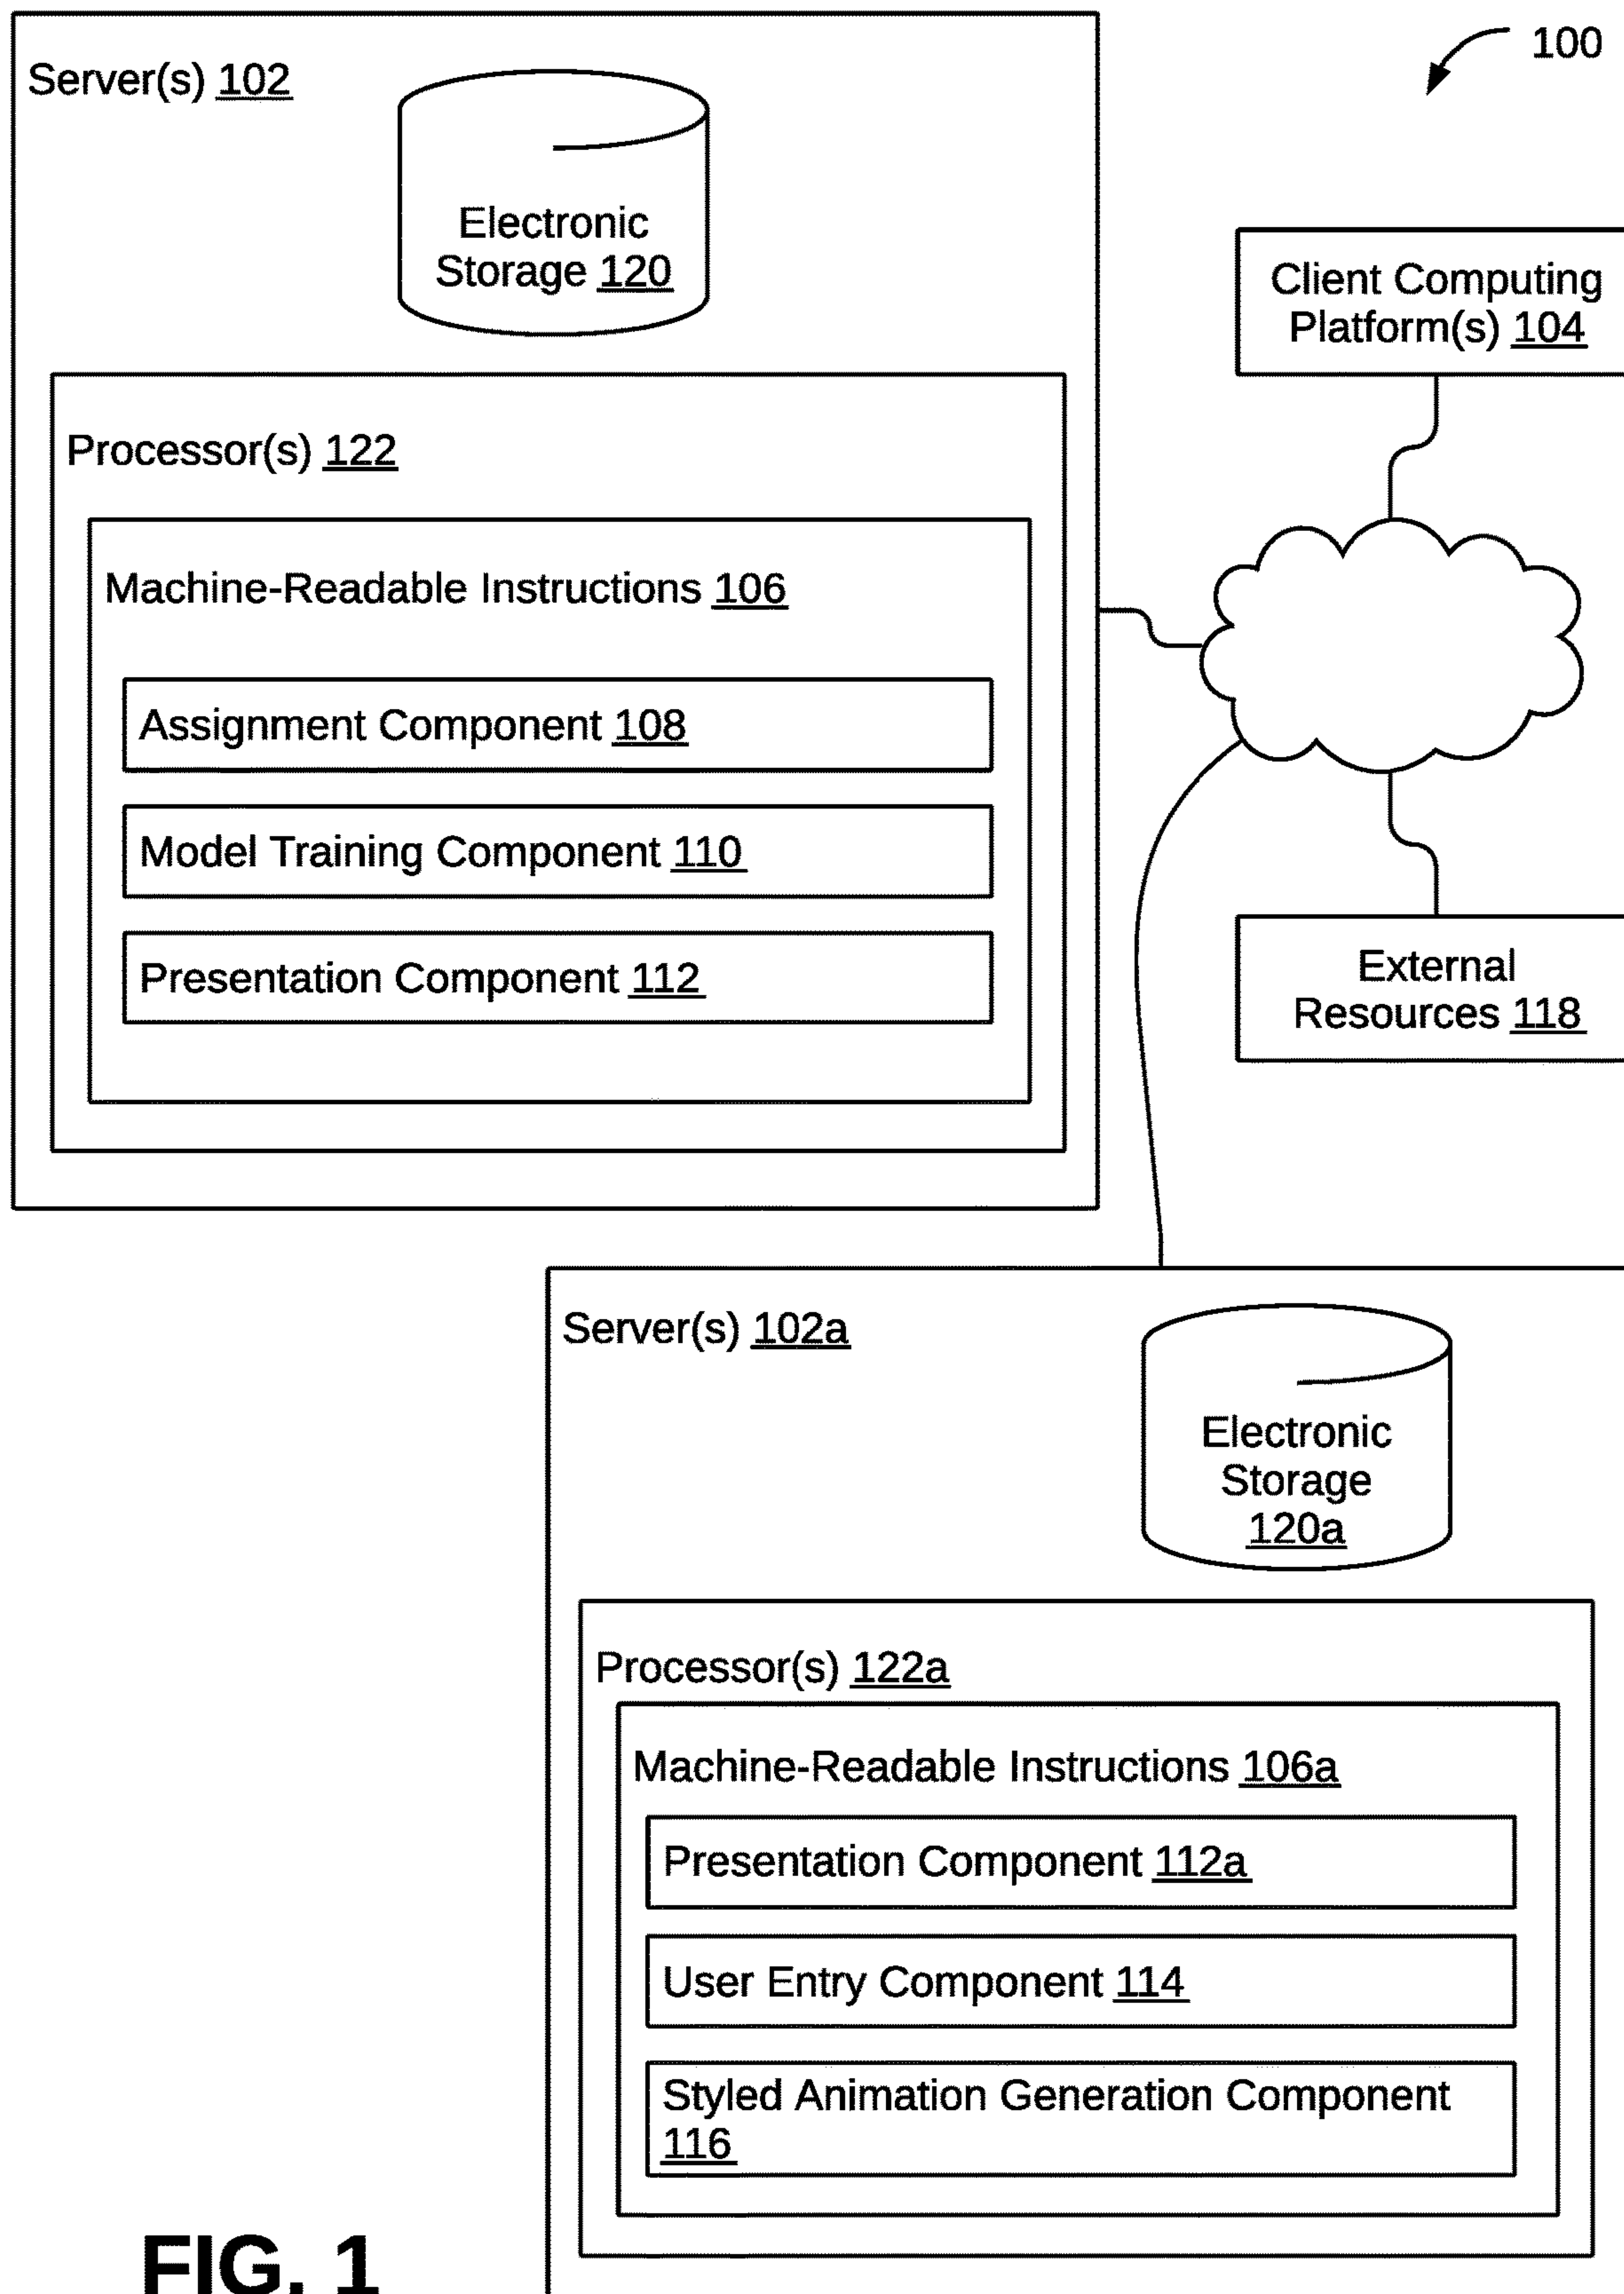 100
Server(s) 102
Electronic
Storage 120
Client Computing
Platform(s) 104
Processor(s) 122
Machine-Readable Instructions 106
Assignment Component 108
Model Training Component 110
Presentation Component 112
External
Resources 118
Server(s) 102a
Electronic
Storage
120a
Processor(s) 122a
Machine-Readable Instructions 106a
Presentation Component 112a
User Entry Component 114
Styled Animation Generation Component
116
FIG. 1